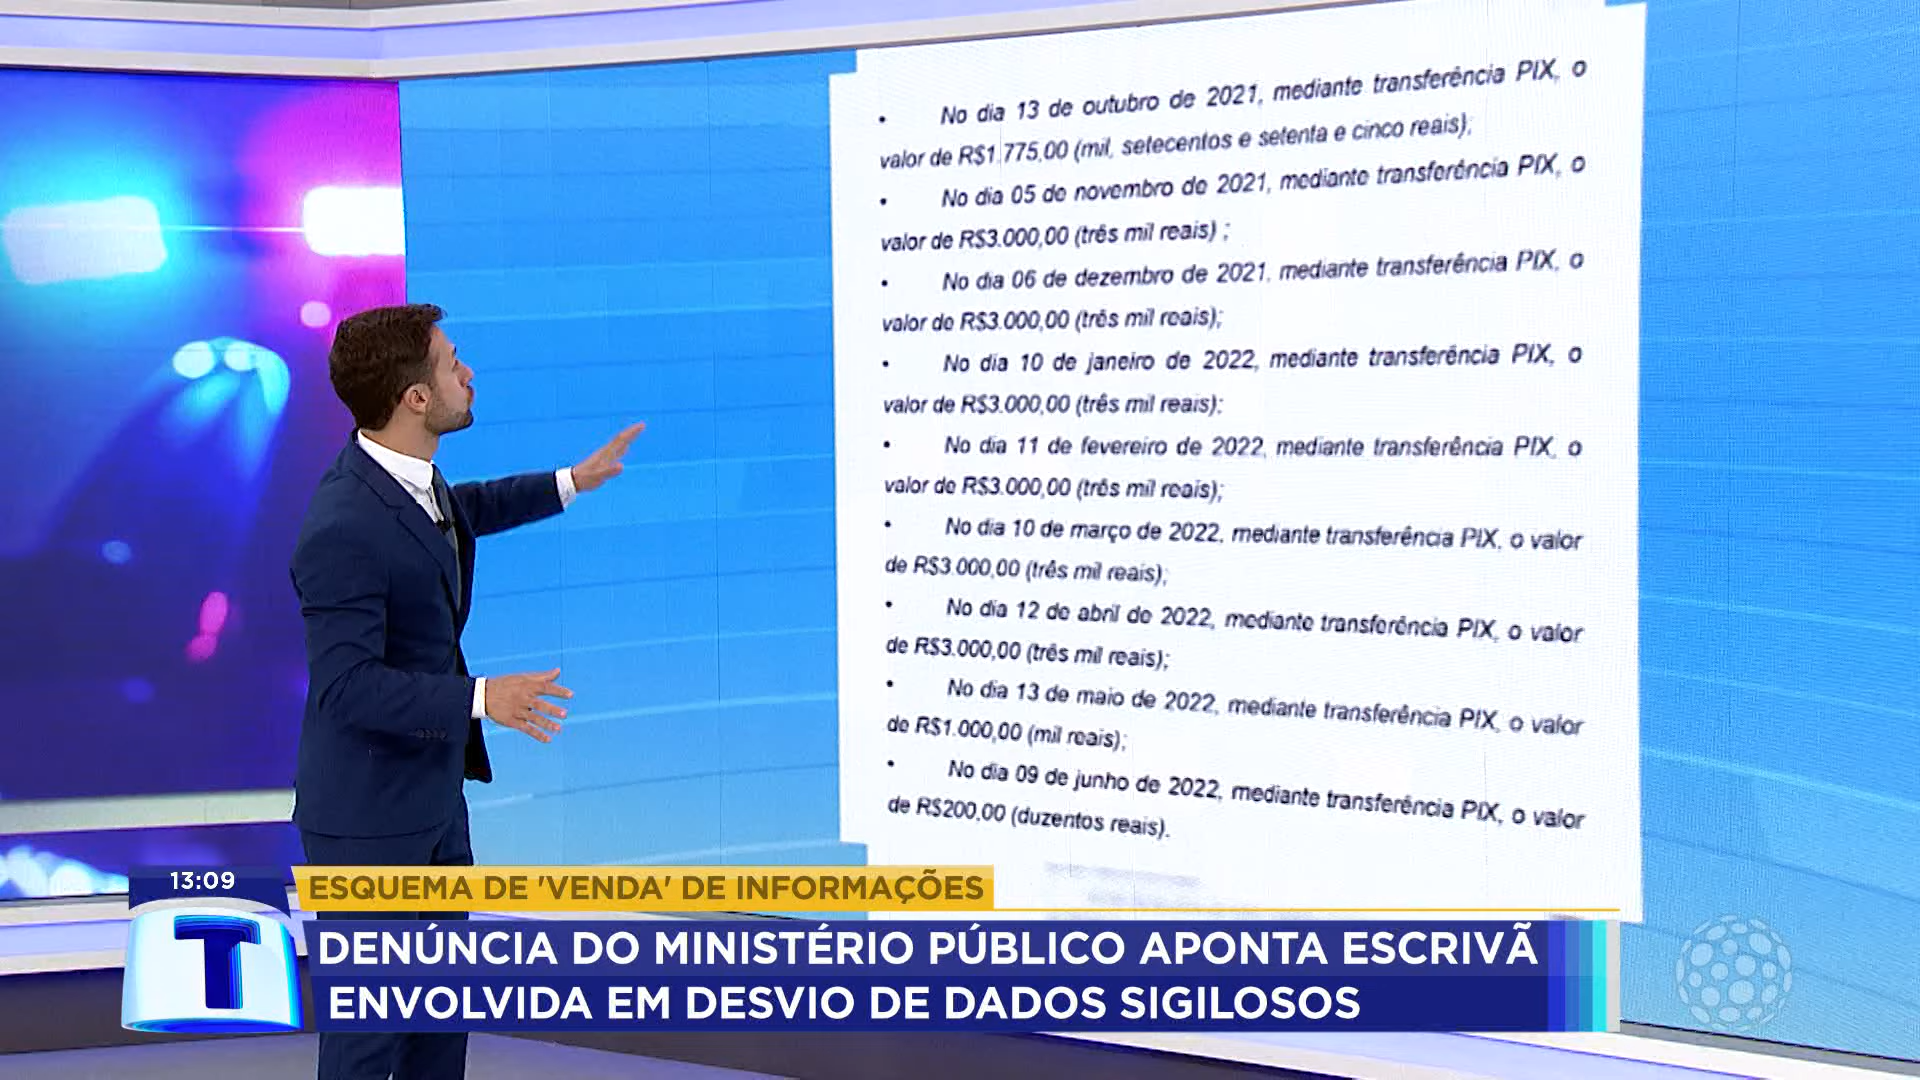 • No dia 13 de outubro de 2021, mediante transferência PIX, o
valor de R$1.775,00 (mil, setecentos e setenta e cinco reais);
• No dia 05 de novembro de 2021, mediante transferência PIX, o
valor de R$3.000,00 (três mil reais) ;
• No dia 06 de dezembro de 2021, mediante transferência PIX, o
valor de R$3.000,00 (três mil reais);
• No dia 10 de janeiro de 2022, mediante transferência PIX, o
valor de R$3.000,00 (três mil reais);
• No dia 11 de fevereiro de 2022, mediante transferência PIX, o
valor de R$3.000,00 (três mil reais);
• No dia 10 de março de 2022, mediante transferência PIX, o valor
de R$3.000,00 (três mil reais);
• No dia 12 de abril de 2022, mediante transferência PIX, o valor
de R$3.000,00 (três mil reais);
• No dia 13 de maio de 2022, mediante transferência PIX, o valor
de R$1.000,00 (mil reais);
• No dia 09 de junho de 2022, mediante transferência PIX, o valor
de R$200,00 (duzentos reais).
13:09
ESQUEMA DE 'VENDA' DE INFORMAÇÕES
T
DENÚNCIA DO MINISTÉRIO PÚBLICO APONTA ESCRIVÃ
ENVOLVIDA EM DESVIO DE DADOS SIGILOSOS